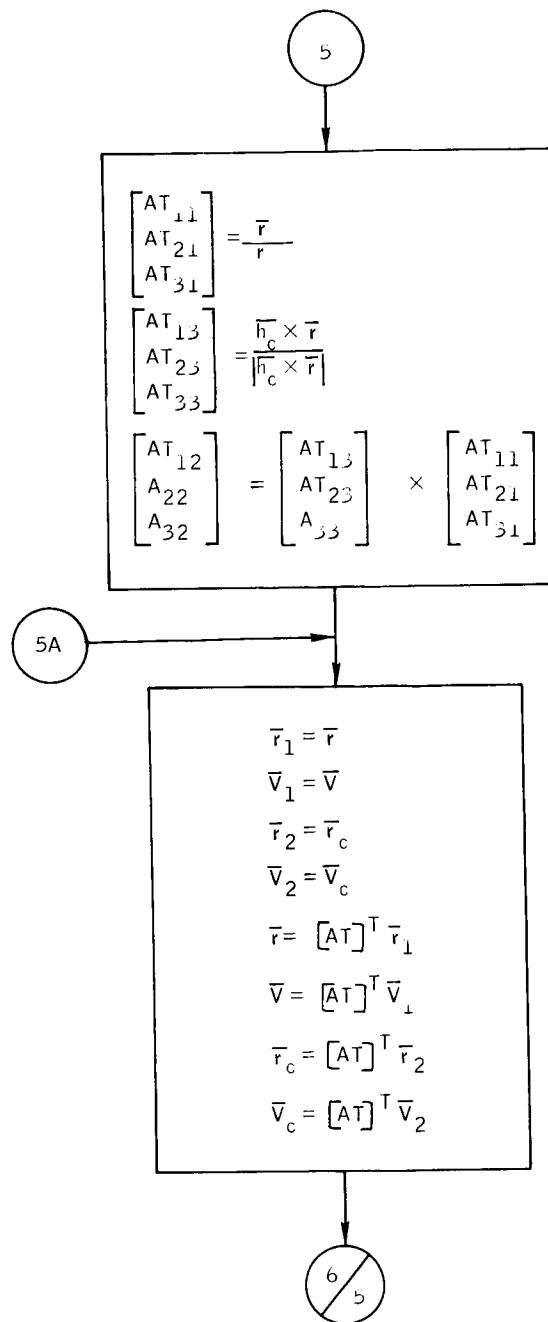 5
[AT₁₁ AT₂₁ AT₃₁] = r̅ / r
[AT₁₃ AT₂₃ AT₃₃] = h̅c × r̅ / |h̅c × r̅|
[AT₁₂ A₂₂ A₃₂] = [AT₁₃ AT₂₃ A₃₃] × [AT₁₁ AT₂₁ AT₃₁]
5A
r̅₁ = r̅
V̅₁ = V̅
r̅₂ = r̅c
V̅₂ = V̅c
r̅ = [AT]ᵀ r̅₁
V̅ = [AT]ᵀ V̅₁
r̅c = [AT]ᵀ r̅₂
V̅c = [AT]ᵀ V̅₂
6/5